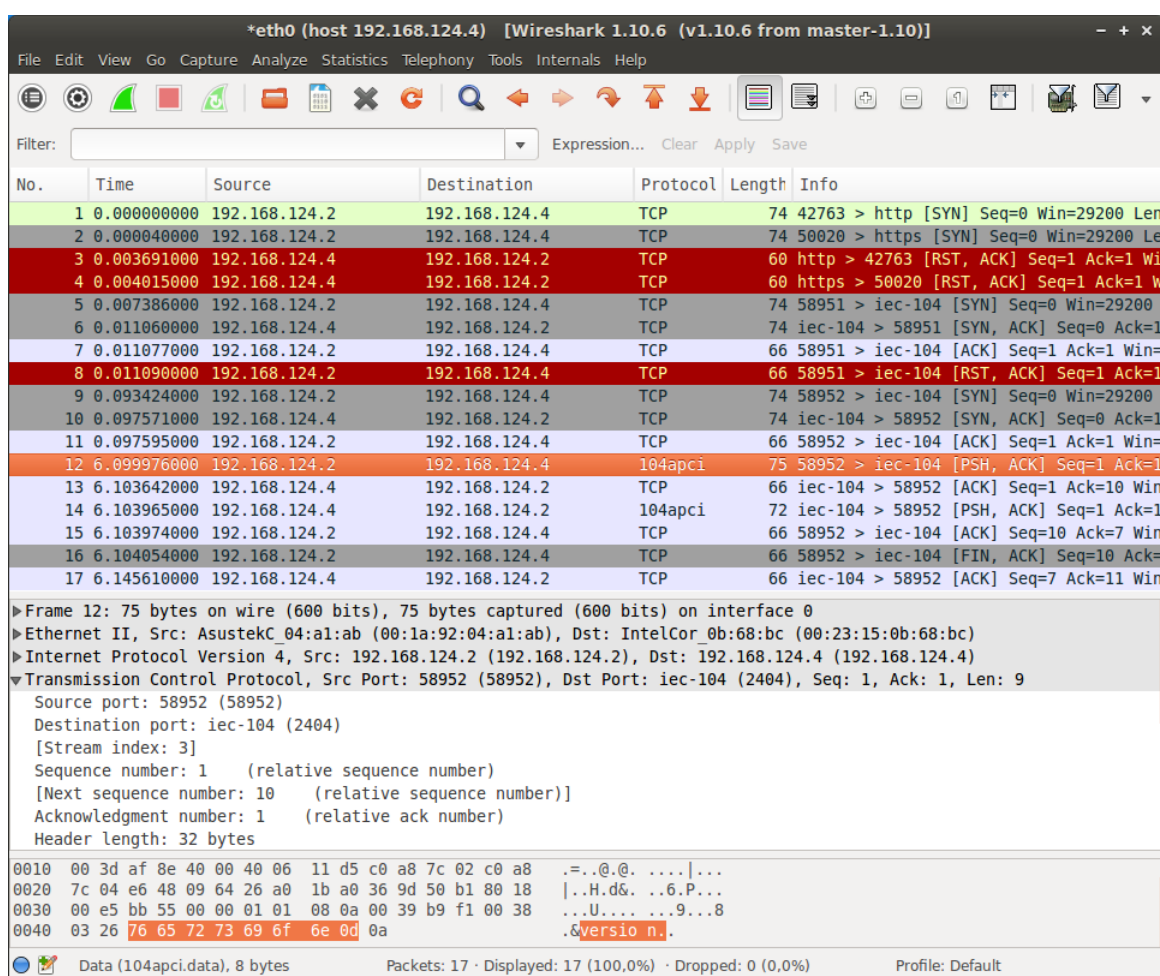 *eth0 (host 192.168.124.4) [Wireshark 1.10.6 (v1.10.6 from master-1.10)]
File Edit View Go Capture Analyze Statistics Telephony Tools Internals Help
Filter: Expression... Clear Apply Save
No. Time Source Destination Protocol Length Info
1 0.000000000 192.168.124.2 192.168.124.4 TCP 74 42763 > http [SYN] Seq=0 Win=29200 Len
2 0.000040000 192.168.124.2 192.168.124.4 TCP 74 50020 > https [SYN] Seq=0 Win=29200 Le
3 0.003691000 192.168.124.4 192.168.124.2 TCP 60 http > 42763 [RST, ACK] Seq=1 Ack=1 Wi
4 0.004015000 192.168.124.4 192.168.124.2 TCP 60 https > 50020 [RST, ACK] Seq=1 Ack=1 W
5 0.007386000 192.168.124.2 192.168.124.4 TCP 74 58951 > iec-104 [SYN] Seq=0 Win=29200
6 0.011060000 192.168.124.4 192.168.124.2 TCP 74 iec-104 > 58951 [SYN, ACK] Seq=0 Ack=1
7 0.011077000 192.168.124.2 192.168.124.4 TCP 66 58951 > iec-104 [ACK] Seq=1 Ack=1 Win=
8 0.011090000 192.168.124.2 192.168.124.4 TCP 66 58951 > iec-104 [RST, ACK] Seq=1 Ack=1
9 0.093424000 192.168.124.2 192.168.124.4 TCP 74 58952 > iec-104 [SYN] Seq=0 Win=29200
10 0.097571000 192.168.124.4 192.168.124.2 TCP 74 iec-104 > 58952 [SYN, ACK] Seq=0 Ack=1
11 0.097595000 192.168.124.2 192.168.124.4 TCP 66 58952 > iec-104 [ACK] Seq=1 Ack=1 Win=
12 6.099976000 192.168.124.2 192.168.124.4 104apci 75 58952 > iec-104 [PSH, ACK] Seq=1 Ack=1
13 6.103642000 192.168.124.4 192.168.124.2 TCP 66 iec-104 > 58952 [ACK] Seq=1 Ack=10 Win
14 6.103965000 192.168.124.4 192.168.124.2 104apci 72 iec-104 > 58952 [PSH, ACK] Seq=1 Ack=1
15 6.103974000 192.168.124.2 192.168.124.4 TCP 66 58952 > iec-104 [ACK] Seq=10 Ack=7 Win
16 6.104054000 192.168.124.2 192.168.124.4 TCP 66 58952 > iec-104 [FIN, ACK] Seq=10 Ack=
17 6.145610000 192.168.124.4 192.168.124.2 TCP 66 iec-104 > 58952 [ACK] Seq=7 Ack=11 Win
Frame 12: 75 bytes on wire (600 bits), 75 bytes captured (600 bits) on interface 0
Ethernet II, Src: AsustekC_04:a1:ab (00:1a:92:04:a1:ab), Dst: IntelCor_0b:68:bc (00:23:15:0b:68:bc)
Internet Protocol Version 4, Src: 192.168.124.2 (192.168.124.2), Dst: 192.168.124.4 (192.168.124.4)
Transmission Control Protocol, Src Port: 58952 (58952), Dst Port: iec-104 (2404), Seq: 1, Ack: 1, Len: 9
Source port: 58952 (58952)
Destination port: iec-104 (2404)
[Stream index: 3]
Sequence number: 1 (relative sequence number)
[Next sequence number: 10 (relative sequence number)]
Acknowledgment number: 1 (relative ack number)
Header length: 32 bytes
0010 00 3d af 8e 40 00 40 06 11 d5 c0 a8 7c 02 c0 a8 .=..@.@. ....|...
0020 7c 04 e6 48 09 64 26 a0 1b a0 36 9d 50 b1 80 18 |..H.d&. ..6.P...
0030 00 e5 bb 55 00 00 01 01 08 0a 00 39 b9 f1 00 38 ...U.... ...9...8
0040 03 26 76 65 72 73 69 6f 6e 0d 0a .&versio n..
Data (104apci.data), 8 bytes Packets: 17 · Displayed: 17 (100,0%) · Dropped: 0 (0,0%) Profile: Default